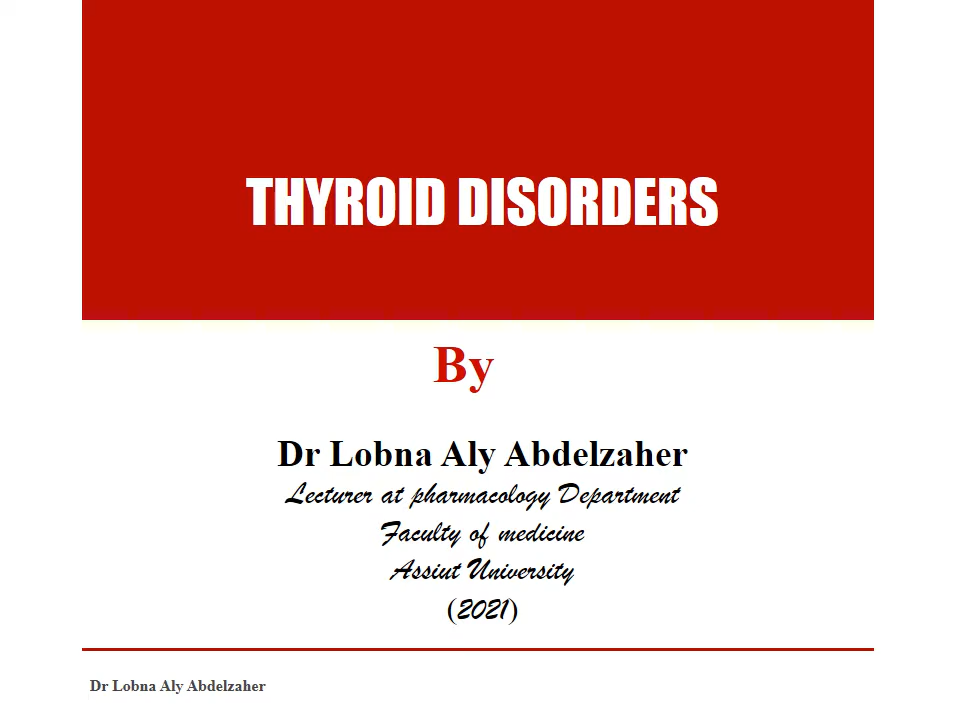 THYROID DISORDERS
By
Dr Lobna Aly Abdelzaher
Lecturer at pharmacology Department
Faculty of medicine
Assiut University
(2021)
Dr Lobna Aly Abdelzaher